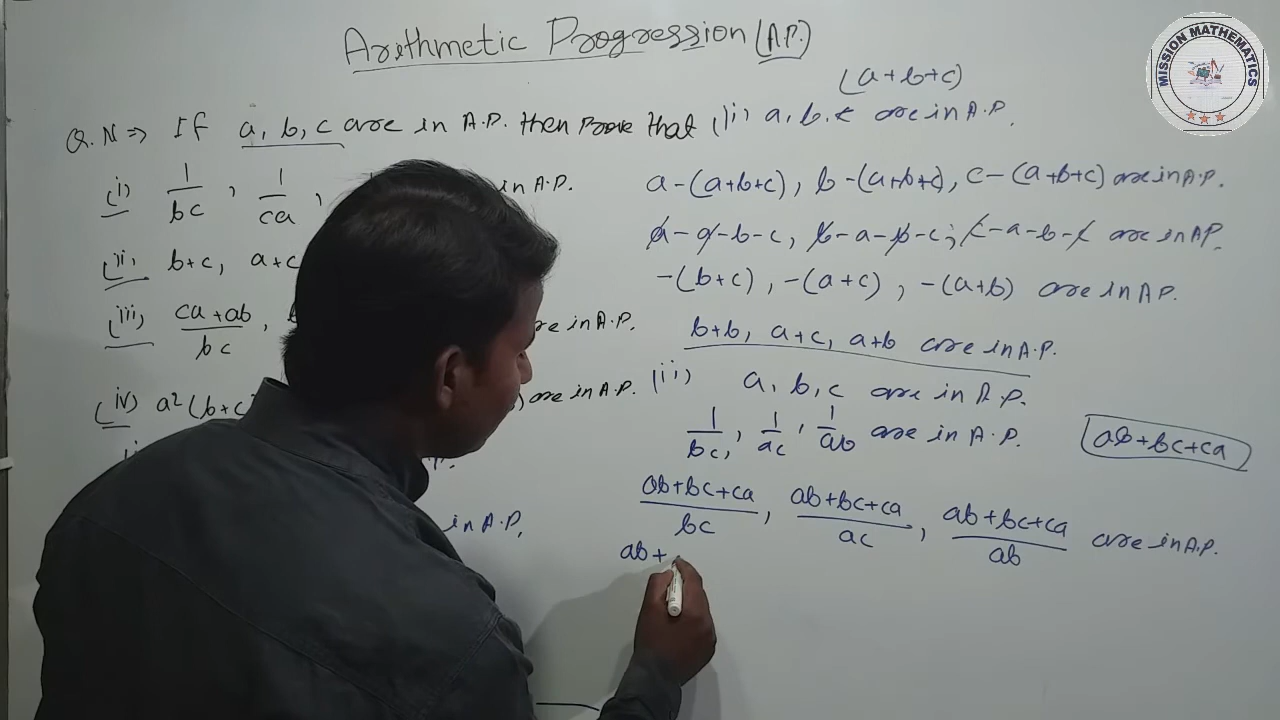 Arithmetic Progression (A.P.)
MISSION MATHEMATICS
(a+b+c)
Q.N ⇒ If a, b, c are in A.P. then Prove that
(i) 1/bc, 1/ca, in A.P.
(ii) b+c, a+c
(iii) (ca+ab)/bc, are in A.P.
(iv) a²(b+c) are in A.P.
in A.P.
(ii) a, b, c are in A.P.
a-(a+b+c), b-(a+b+c), c-(a+b+c) are in A.P.
a-a-b-c, b-a-b-c, c-a-b-c are in AP.
-(b+c), -(a+c), -(a+b) are in AP.
b+b, a+c, a+b are in A.P.
(iii) a, b, c are in A.P.
1/bc, 1/ac, 1/ab are in A.P.
ab+bc+ca
(ab+bc+ca)/bc, (ab+bc+ca)/ac, (ab+bc+ca)/ab are in A.P.
ab+